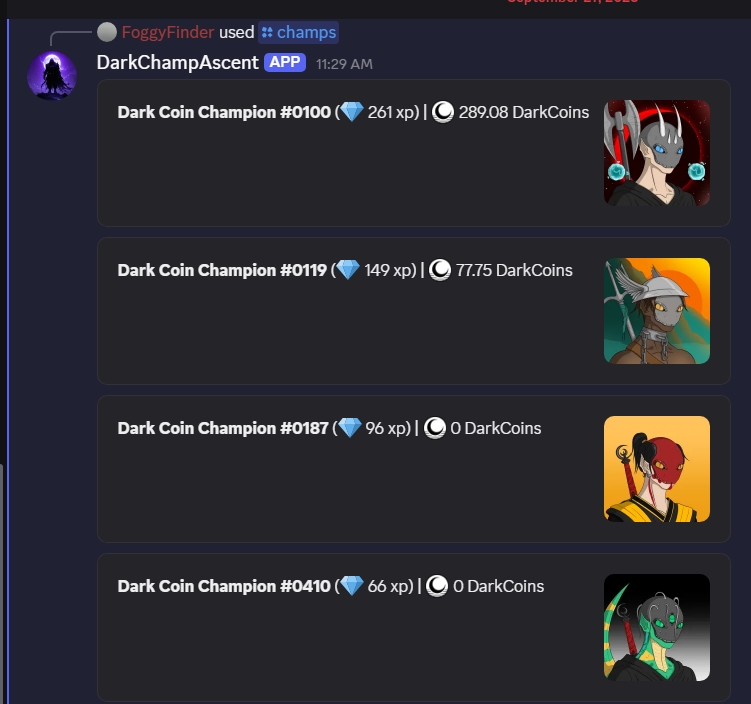 September 21, 2025
FoggyFinder used champs
DarkChampAscent APP 11:29 AM
Dark Coin Champion #0100 (💎 261 xp) | 289.08 DarkCoins
Dark Coin Champion #0119 (💎 149 xp) | 77.75 DarkCoins
Dark Coin Champion #0187 (💎 96 xp) | 0 DarkCoins
Dark Coin Champion #0410 (💎 66 xp) | 0 DarkCoins